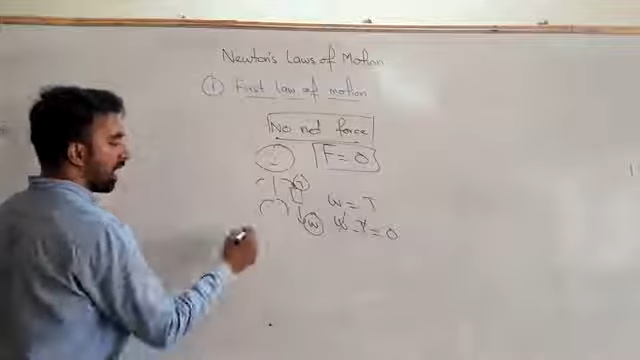 Newton's Laws of Motion
① First law of motion
No net force
F = 0
T
W = T
W
W - T = 0